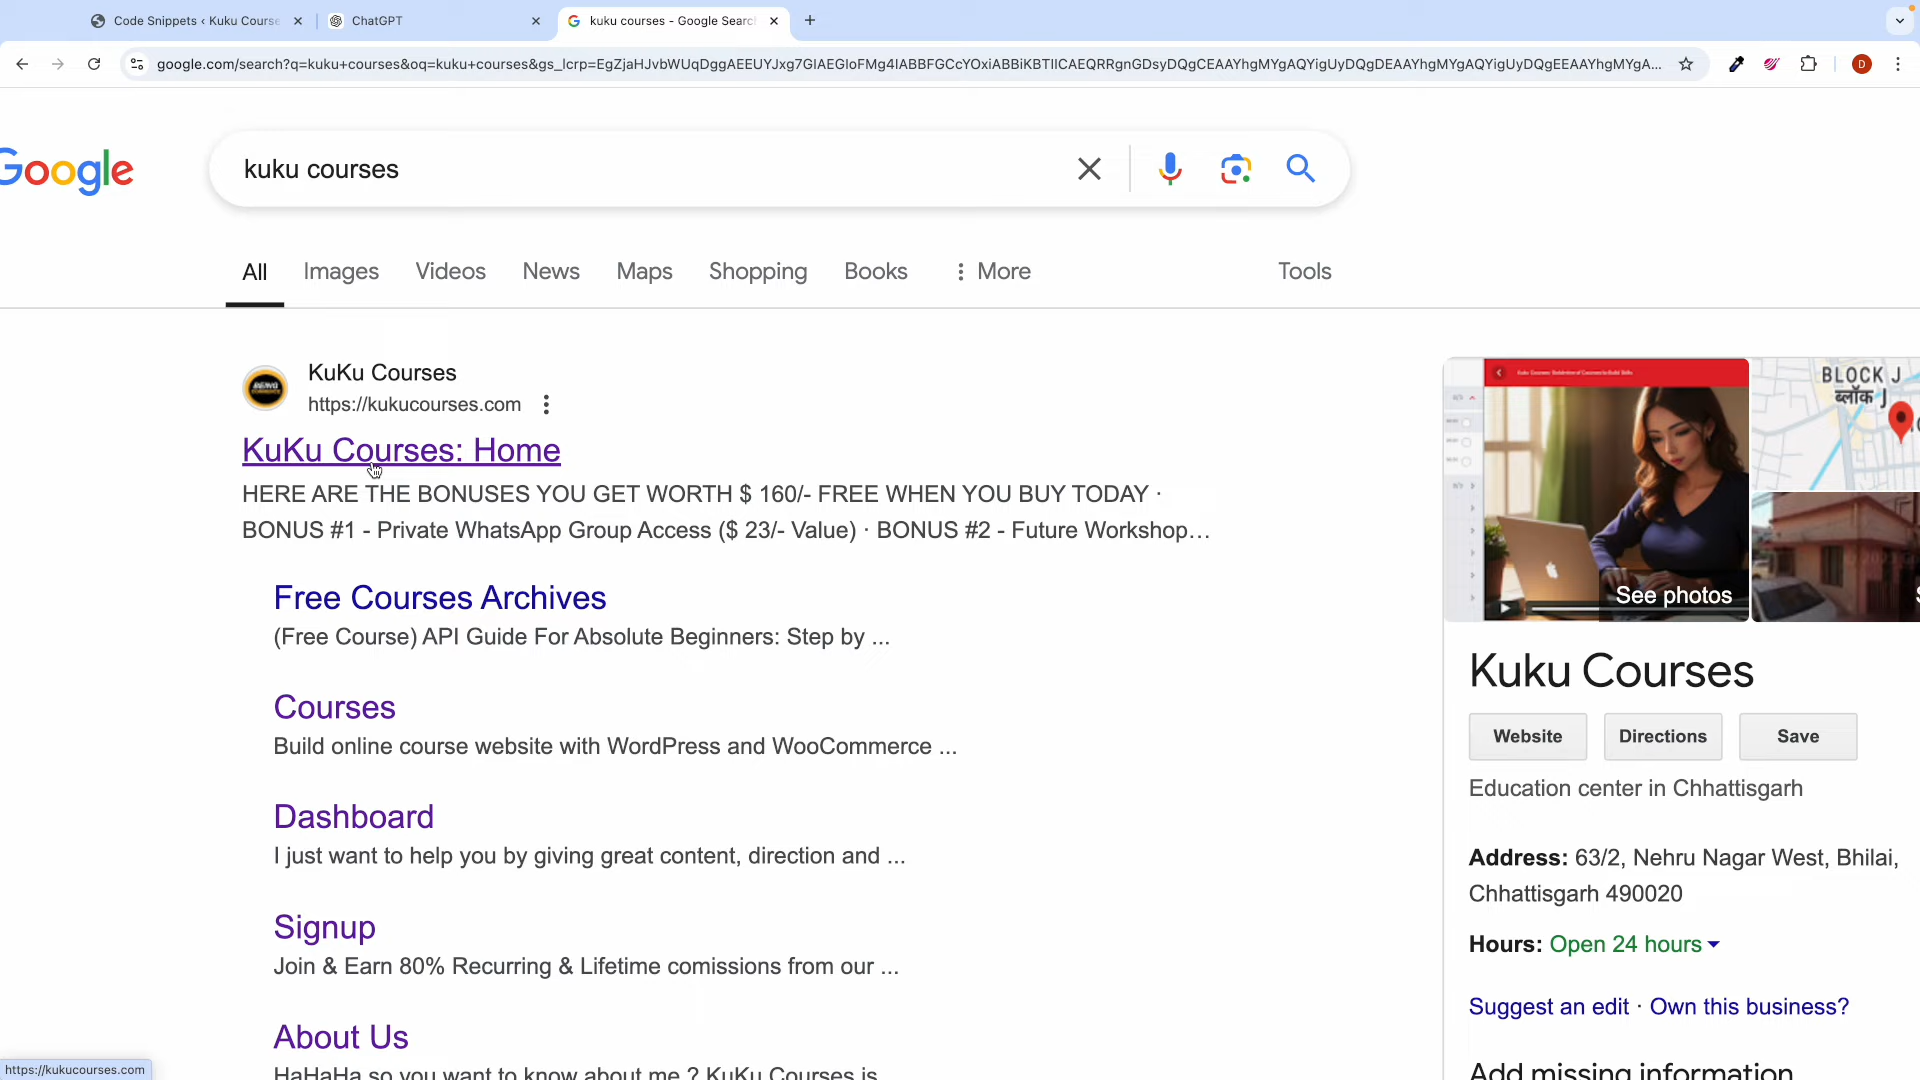 Code Snippets ‹ Kuku Course
ChatGPT
kuku courses - Google Searc
google.com/search?q=kuku+courses&oq=kuku+courses&gs_lcrp=EgZjaHJvbWUqDggAEEUYJxg7GIAEGIoFMg4IABBFGCcYOxiABBiKBTIICAEQRRgnGDsyDQgCEAAYhgMYgAQYigUyDQgDEAAYhgMYgAQYigUyDQgEEAAYhgMYgA...
D
Google
kuku courses
All
Images
Videos
News
Maps
Shopping
Books
More
Tools
KuKu Courses
https://kukucourses.com
KuKu Courses: Home
HERE ARE THE BONUSES YOU GET WORTH $ 160/- FREE WHEN YOU BUY TODAY ·
BONUS #1 - Private WhatsApp Group Access ($ 23/- Value) · BONUS #2 - Future Workshop...
Free Courses Archives
(Free Course) API Guide For Absolute Beginners: Step by ...
Courses
Build online course website with WordPress and WooCommerce ...
Dashboard
I just want to help you by giving great content, direction and ...
Signup
Join & Earn 80% Recurring & Lifetime comissions from our ...
About Us
HaHaHa so you want to know about me ? KuKu Courses is
https://kukucourses.com
BLOCK J
ब्लॉक J
See photos
Kuku Courses
Website
Directions
Save
Education center in Chhattisgarh
Address: 63/2, Nehru Nagar West, Bhilai,
Chhattisgarh 490020
Hours: Open 24 hours
Suggest an edit · Own this business?
Add missing information